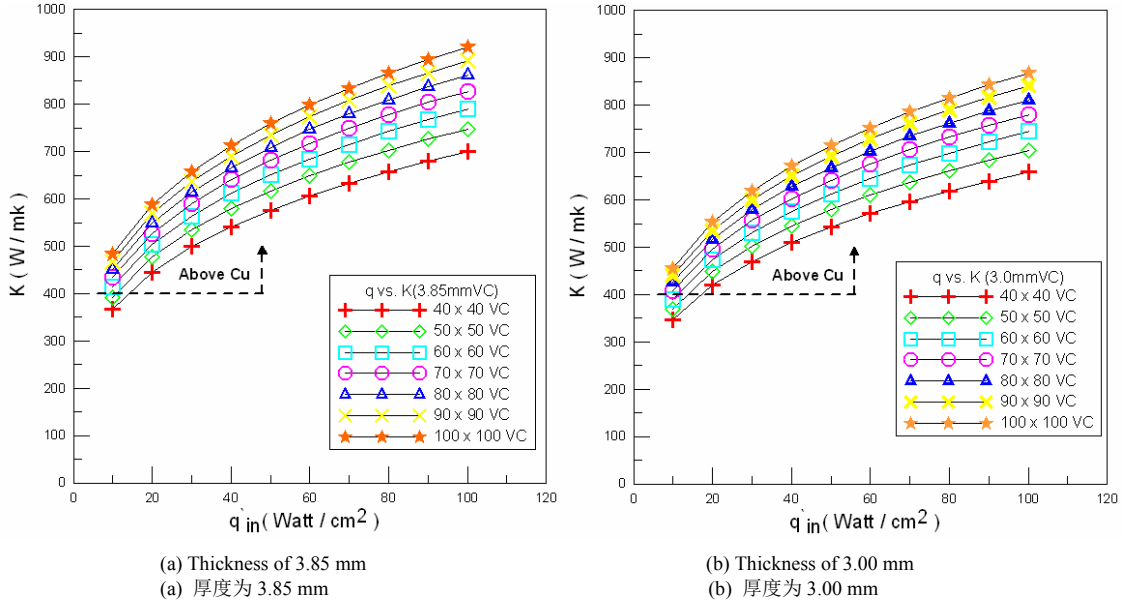 K ( W / mk)
1000
900
800
700
600
500
400
300
200
100
0
Above Cu
q vs. K(3.85mmVC)
40 x 40 VC
50 x 50 VC
60 x 60 VC
70 x 70 VC
80 x 80 VC
90 x 90 VC
100 x 100 VC
0 20 40 60 80 100 120
q`in( Watt / cm2 )
K ( W / mk)
1000
900
800
700
600
500
400
300
200
100
0
Above Cu
q vs. K (3.0mmVC)
40 x 40 VC
50 x 50 VC
60 x 60 VC
70 x 70 VC
80 x 80 VC
90 x 90 VC
100 x 100 VC
0 20 40 60 80 100 120
q`in( Watt / cm2 )
(a) Thickness of 3.85 mm
(a) 厚度为 3.85 mm
(b) Thickness of 3.00 mm
(b) 厚度为 3.00 mm